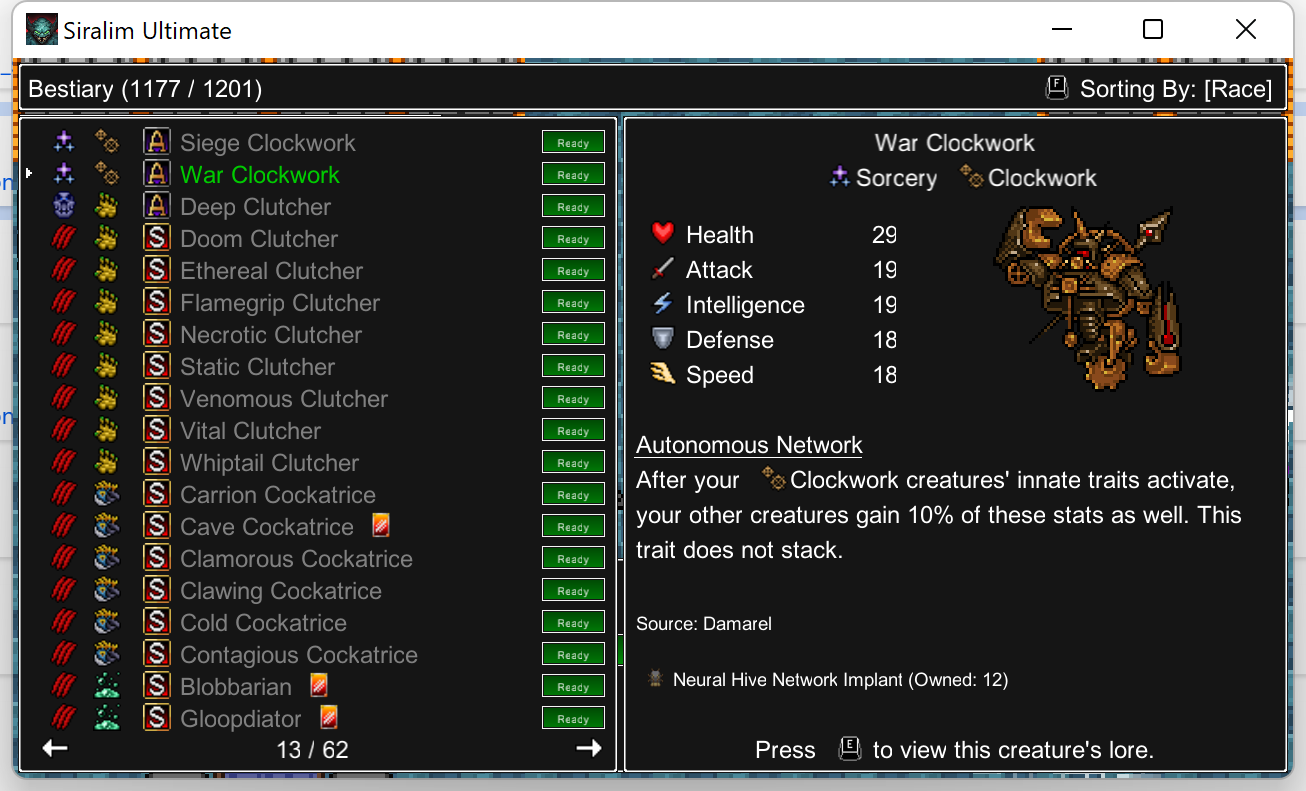 Siralim Ultimate
Bestiary (1177 / 1201)
F Sorting By: [Race]
A Siege Clockwork Ready
A War Clockwork Ready
A Deep Clutcher Ready
S Doom Clutcher Ready
S Ethereal Clutcher Ready
S Flamegrip Clutcher Ready
S Necrotic Clutcher Ready
S Static Clutcher Ready
S Venomous Clutcher Ready
S Vital Clutcher Ready
S Whiptail Clutcher Ready
S Carrion Cockatrice Ready
S Cave Cockatrice Ready
S Clamorous Cockatrice Ready
S Clawing Cockatrice Ready
S Cold Cockatrice Ready
S Contagious Cockatrice Ready
S Blobbarian Ready
S Gloopdiator Ready
13 / 62
War Clockwork
Sorcery Clockwork
Health 29
Attack 19
Intelligence 19
Defense 18
Speed 18
Autonomous Network
After your Clockwork creatures' innate traits activate,
your other creatures gain 10% of these stats as well. This
trait does not stack.
Source: Damarel
Neural Hive Network Implant (Owned: 12)
Press E to view this creature's lore.